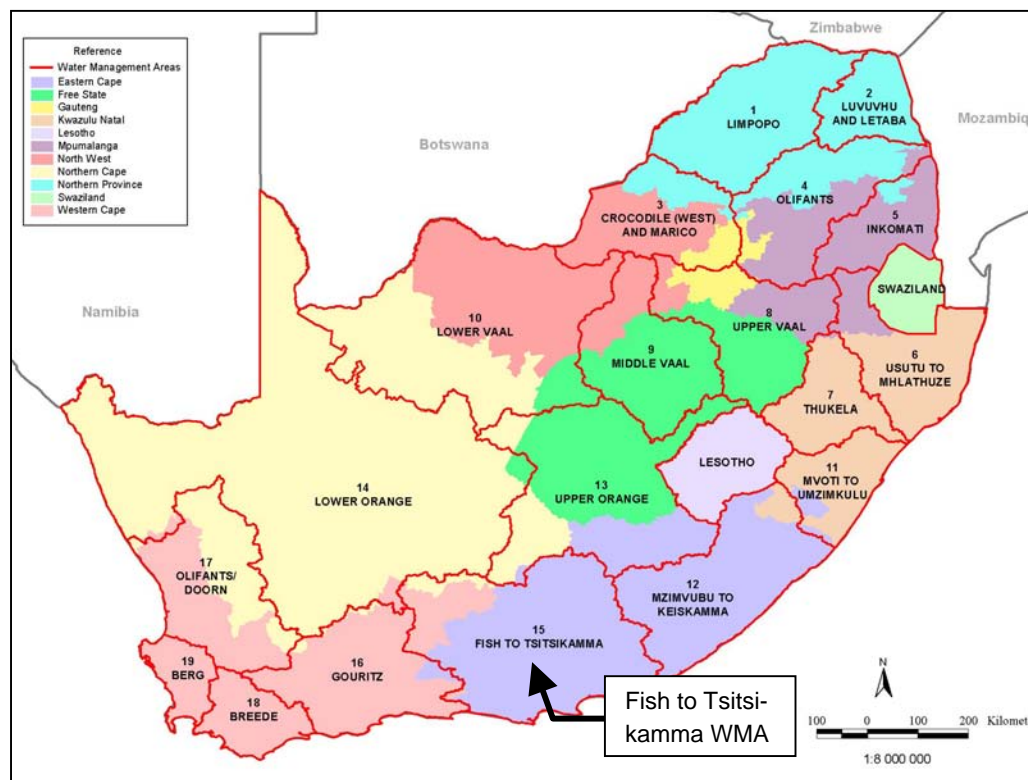 Zimbabwe
Reference
Water Management Areas
Eastern Cape
Free State
Gauteng
Kwazulu Natal
Lesotho
Mpumalanga
North West
Northern Cape
Northern Province
Swaziland
Western Cape
Botswana
Mozambiq
Namibia
1
LIMPOPO
2
LUVUVHU
AND LETABA
3
CROCODILE (WEST)
AND MARICO
4
OLIFANTS
5
INKOMATI
SWAZILAND
10
LOWER VAAL
8
UPPER VAAL
9
MIDDLE VAAL
6
USUTU TO
MHLATHUZE
7
THUKELA
LESOTHO
11
MVOTI TO
UMZIMKULU
14
LOWER ORANGE
13
UPPER ORANGE
17
OLIFANTS/
DOORN
12
MZIMVUBU TO
KEISKAMMA
15
FISH TO TSITSIKAMMA
16
GOURITZ
19
BERG
18
BREEDE
Fish to Tsitsi-
kamma WMA
N
100 0 100 200 Kilomet
1:8 000 000